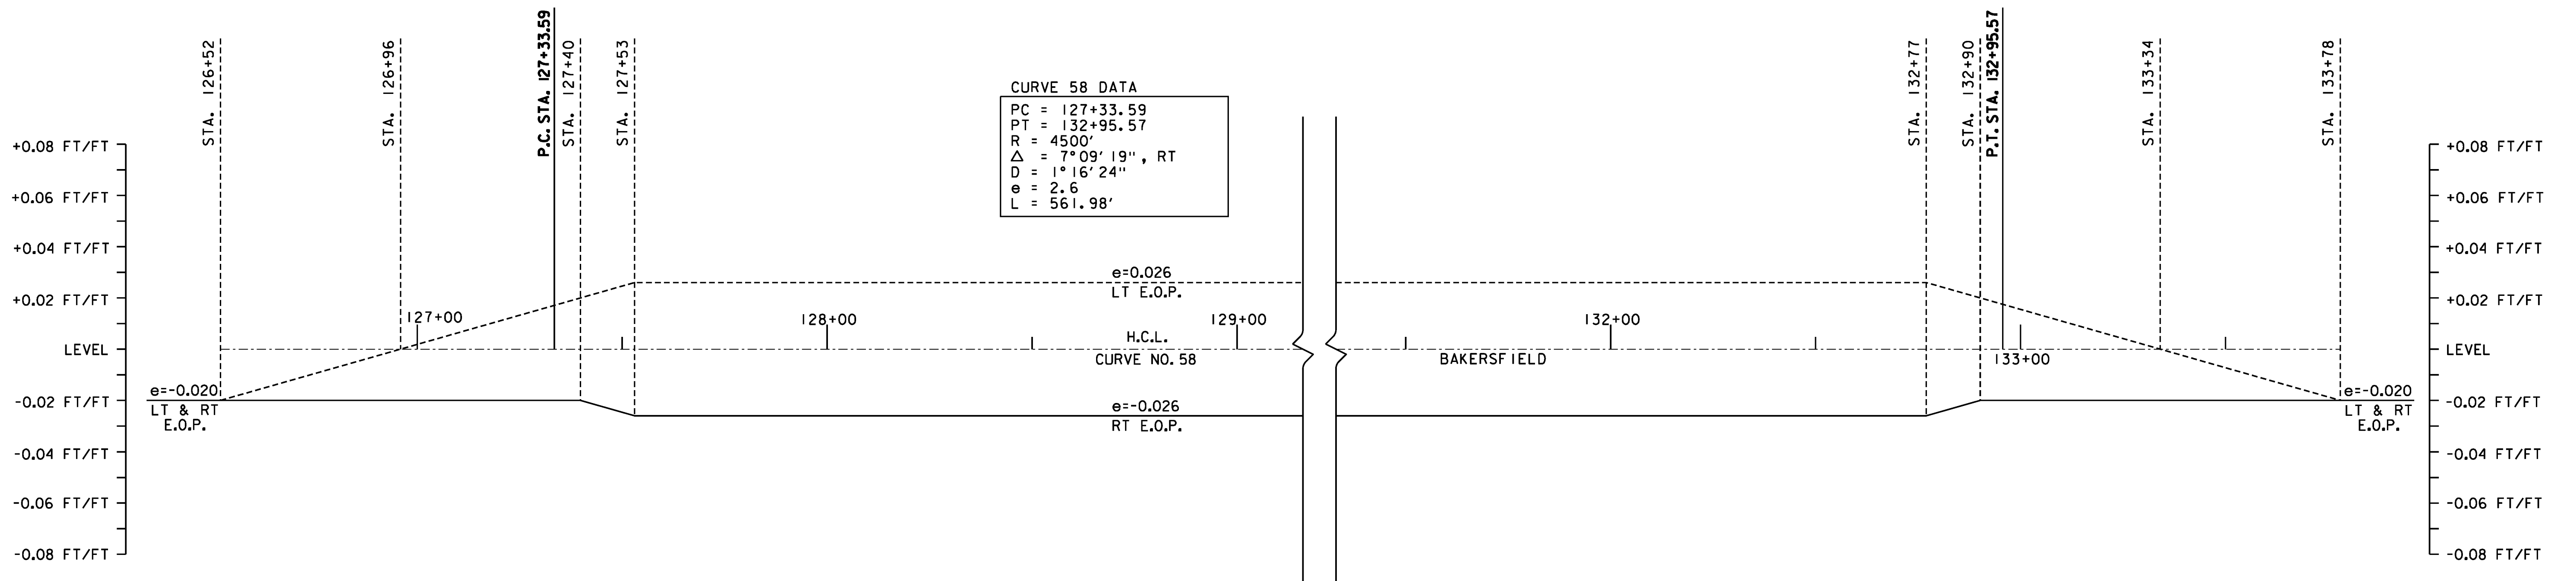 STA. 126+52
STA. 126+96
P.C. STA. 127+33.59
STA. 127+40
STA. 127+53
STA. 132+77
STA. 132+90
P.T. STA. 132+95.57
STA. 133+34
STA. 133+78
CURVE 58 DATA
PC = 127+33.59
PT = 132+95.57
R = 4500'
△ = 7°09'19", RT
D = 1°16'24"
e = 2.6
L = 561.98'
+0.08 FT/FT
+0.06 FT/FT
+0.04 FT/FT
+0.02 FT/FT
LEVEL
-0.02 FT/FT
-0.04 FT/FT
-0.06 FT/FT
-0.08 FT/FT
e=-0.020
LT & RT
E.O.P.
127+00
128+00
129+00
132+00
133+00
e=0.026
LT E.O.P.
H.C.L.
CURVE NO. 58
BAKERSFIELD
e=-0.026
RT E.O.P.
e=-0.020
LT & RT
E.O.P.
+0.08 FT/FT
+0.06 FT/FT
+0.04 FT/FT
+0.02 FT/FT
LEVEL
-0.02 FT/FT
-0.04 FT/FT
-0.06 FT/FT
-0.08 FT/FT